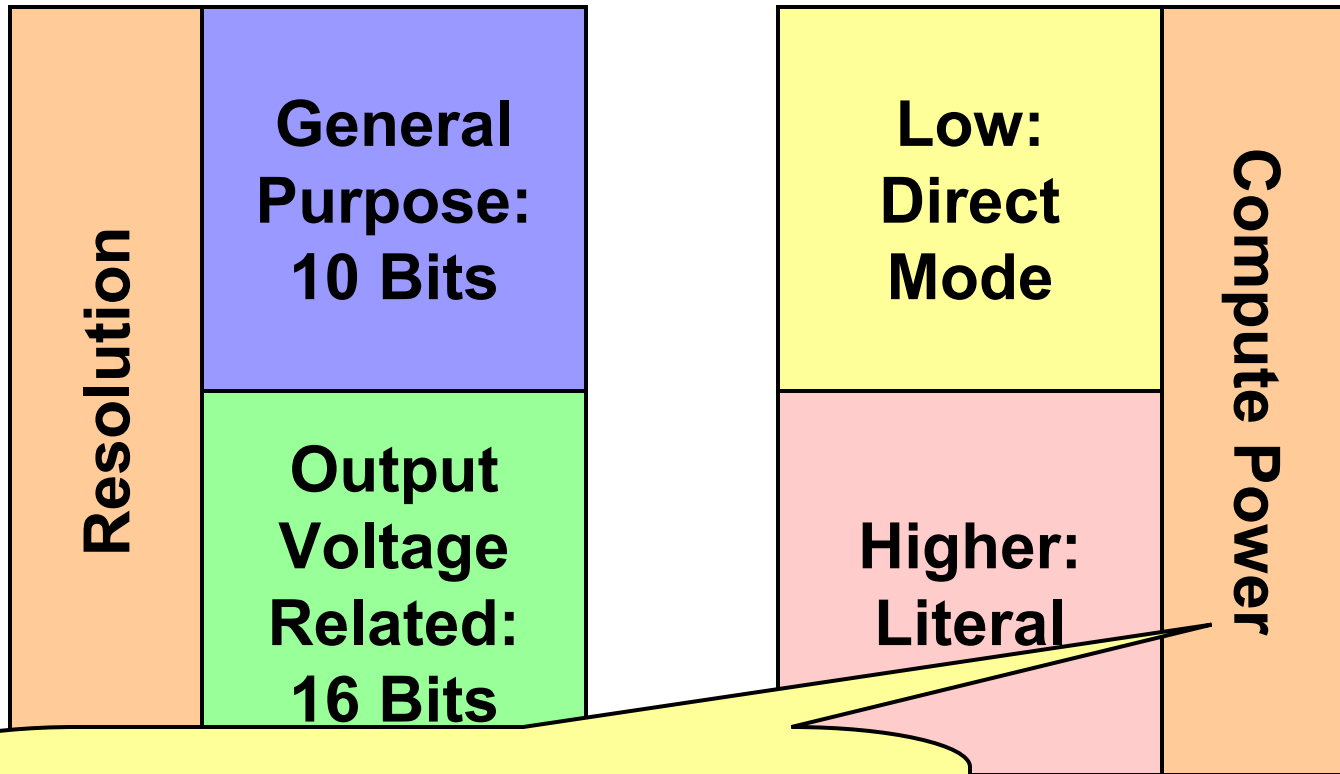 Resolution
General
Purpose:
10 Bits
Output
Voltage
Related:
16 Bits
Low:
Direct
Mode
Higher:
Literal
Compute Power